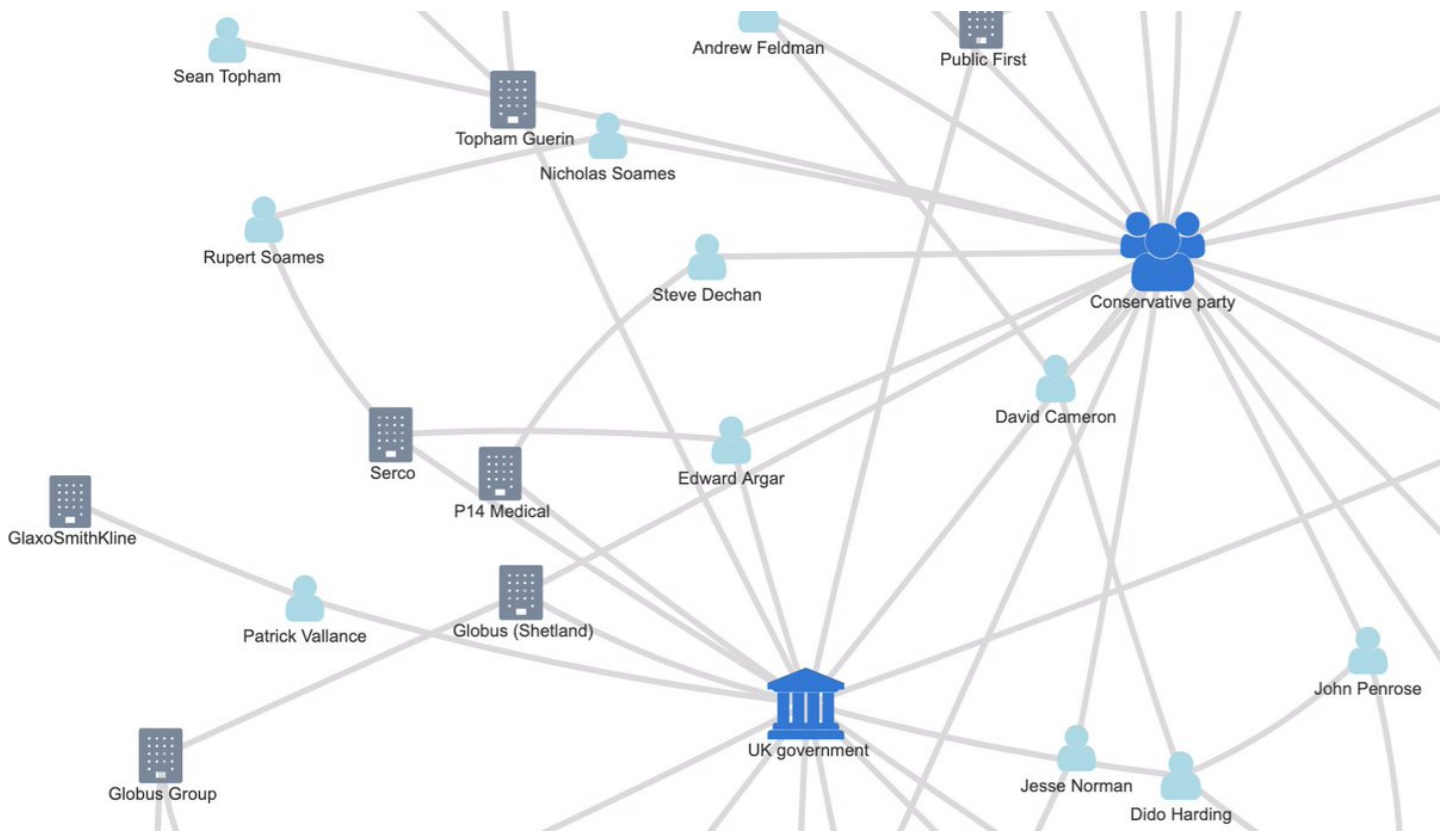 Andrew Feldman
Public First
Sean Topham
Topham Guerin
Nicholas Soames
Rupert Soames
Steve Dechan
Conservative party
David Cameron
Serco
Edward Argar
P14 Medical
GlaxoSmithKline
Patrick Vallance
Globus (Shetland)
John Penrose
UK government
Jesse Norman
Globus Group
Dido Harding